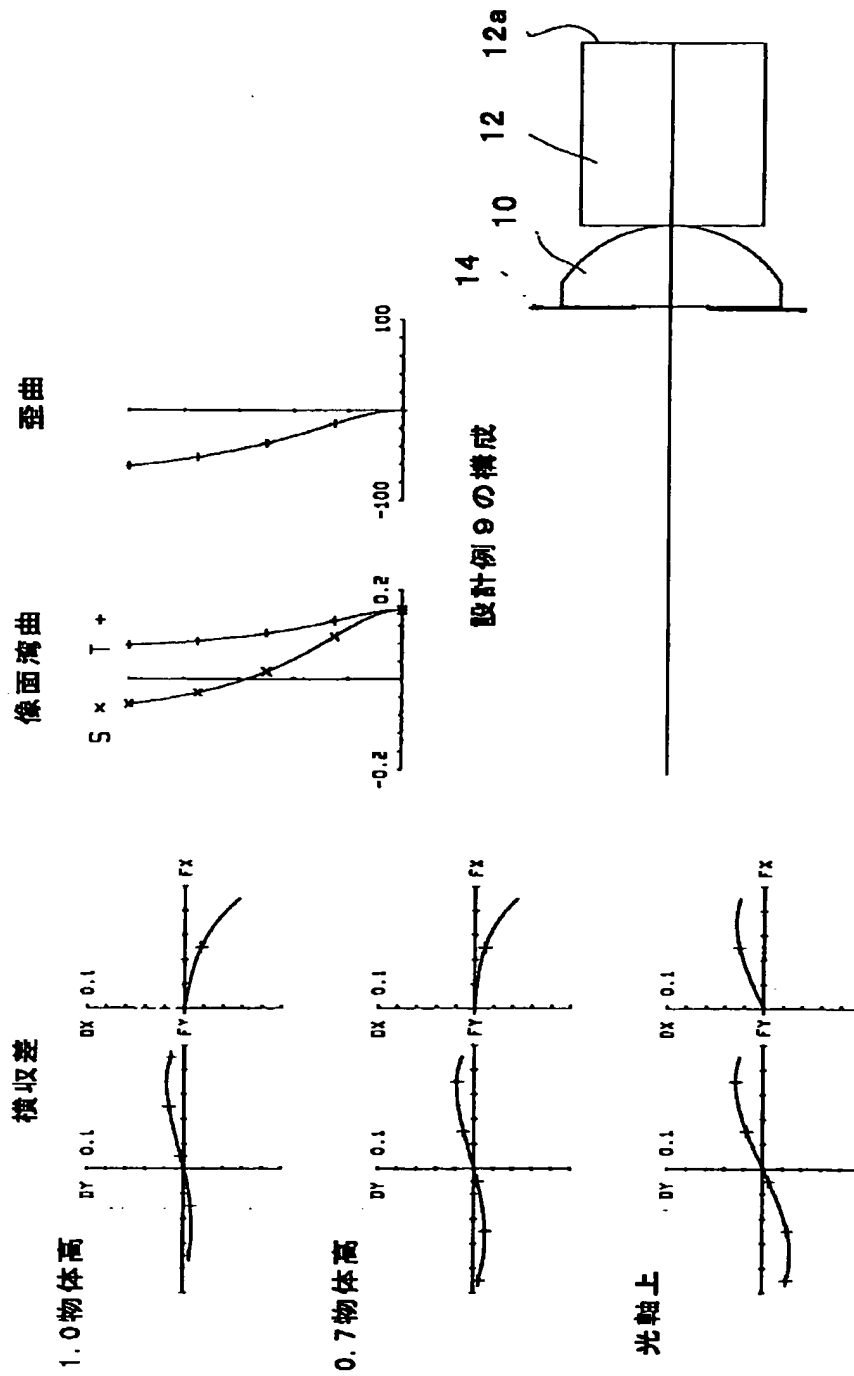 横収差
1.0物体高
DY 0.1
FY
DX 0.1
FX
0.7物体高
DY 0.1
FY
DX 0.1
FX
光軸上
DY 0.1
FY
DX 0.1
FX
像面湾曲
S × T +
-0.2 0.2
歪曲
-100 100
設計例9の構成
14 10 12 12a